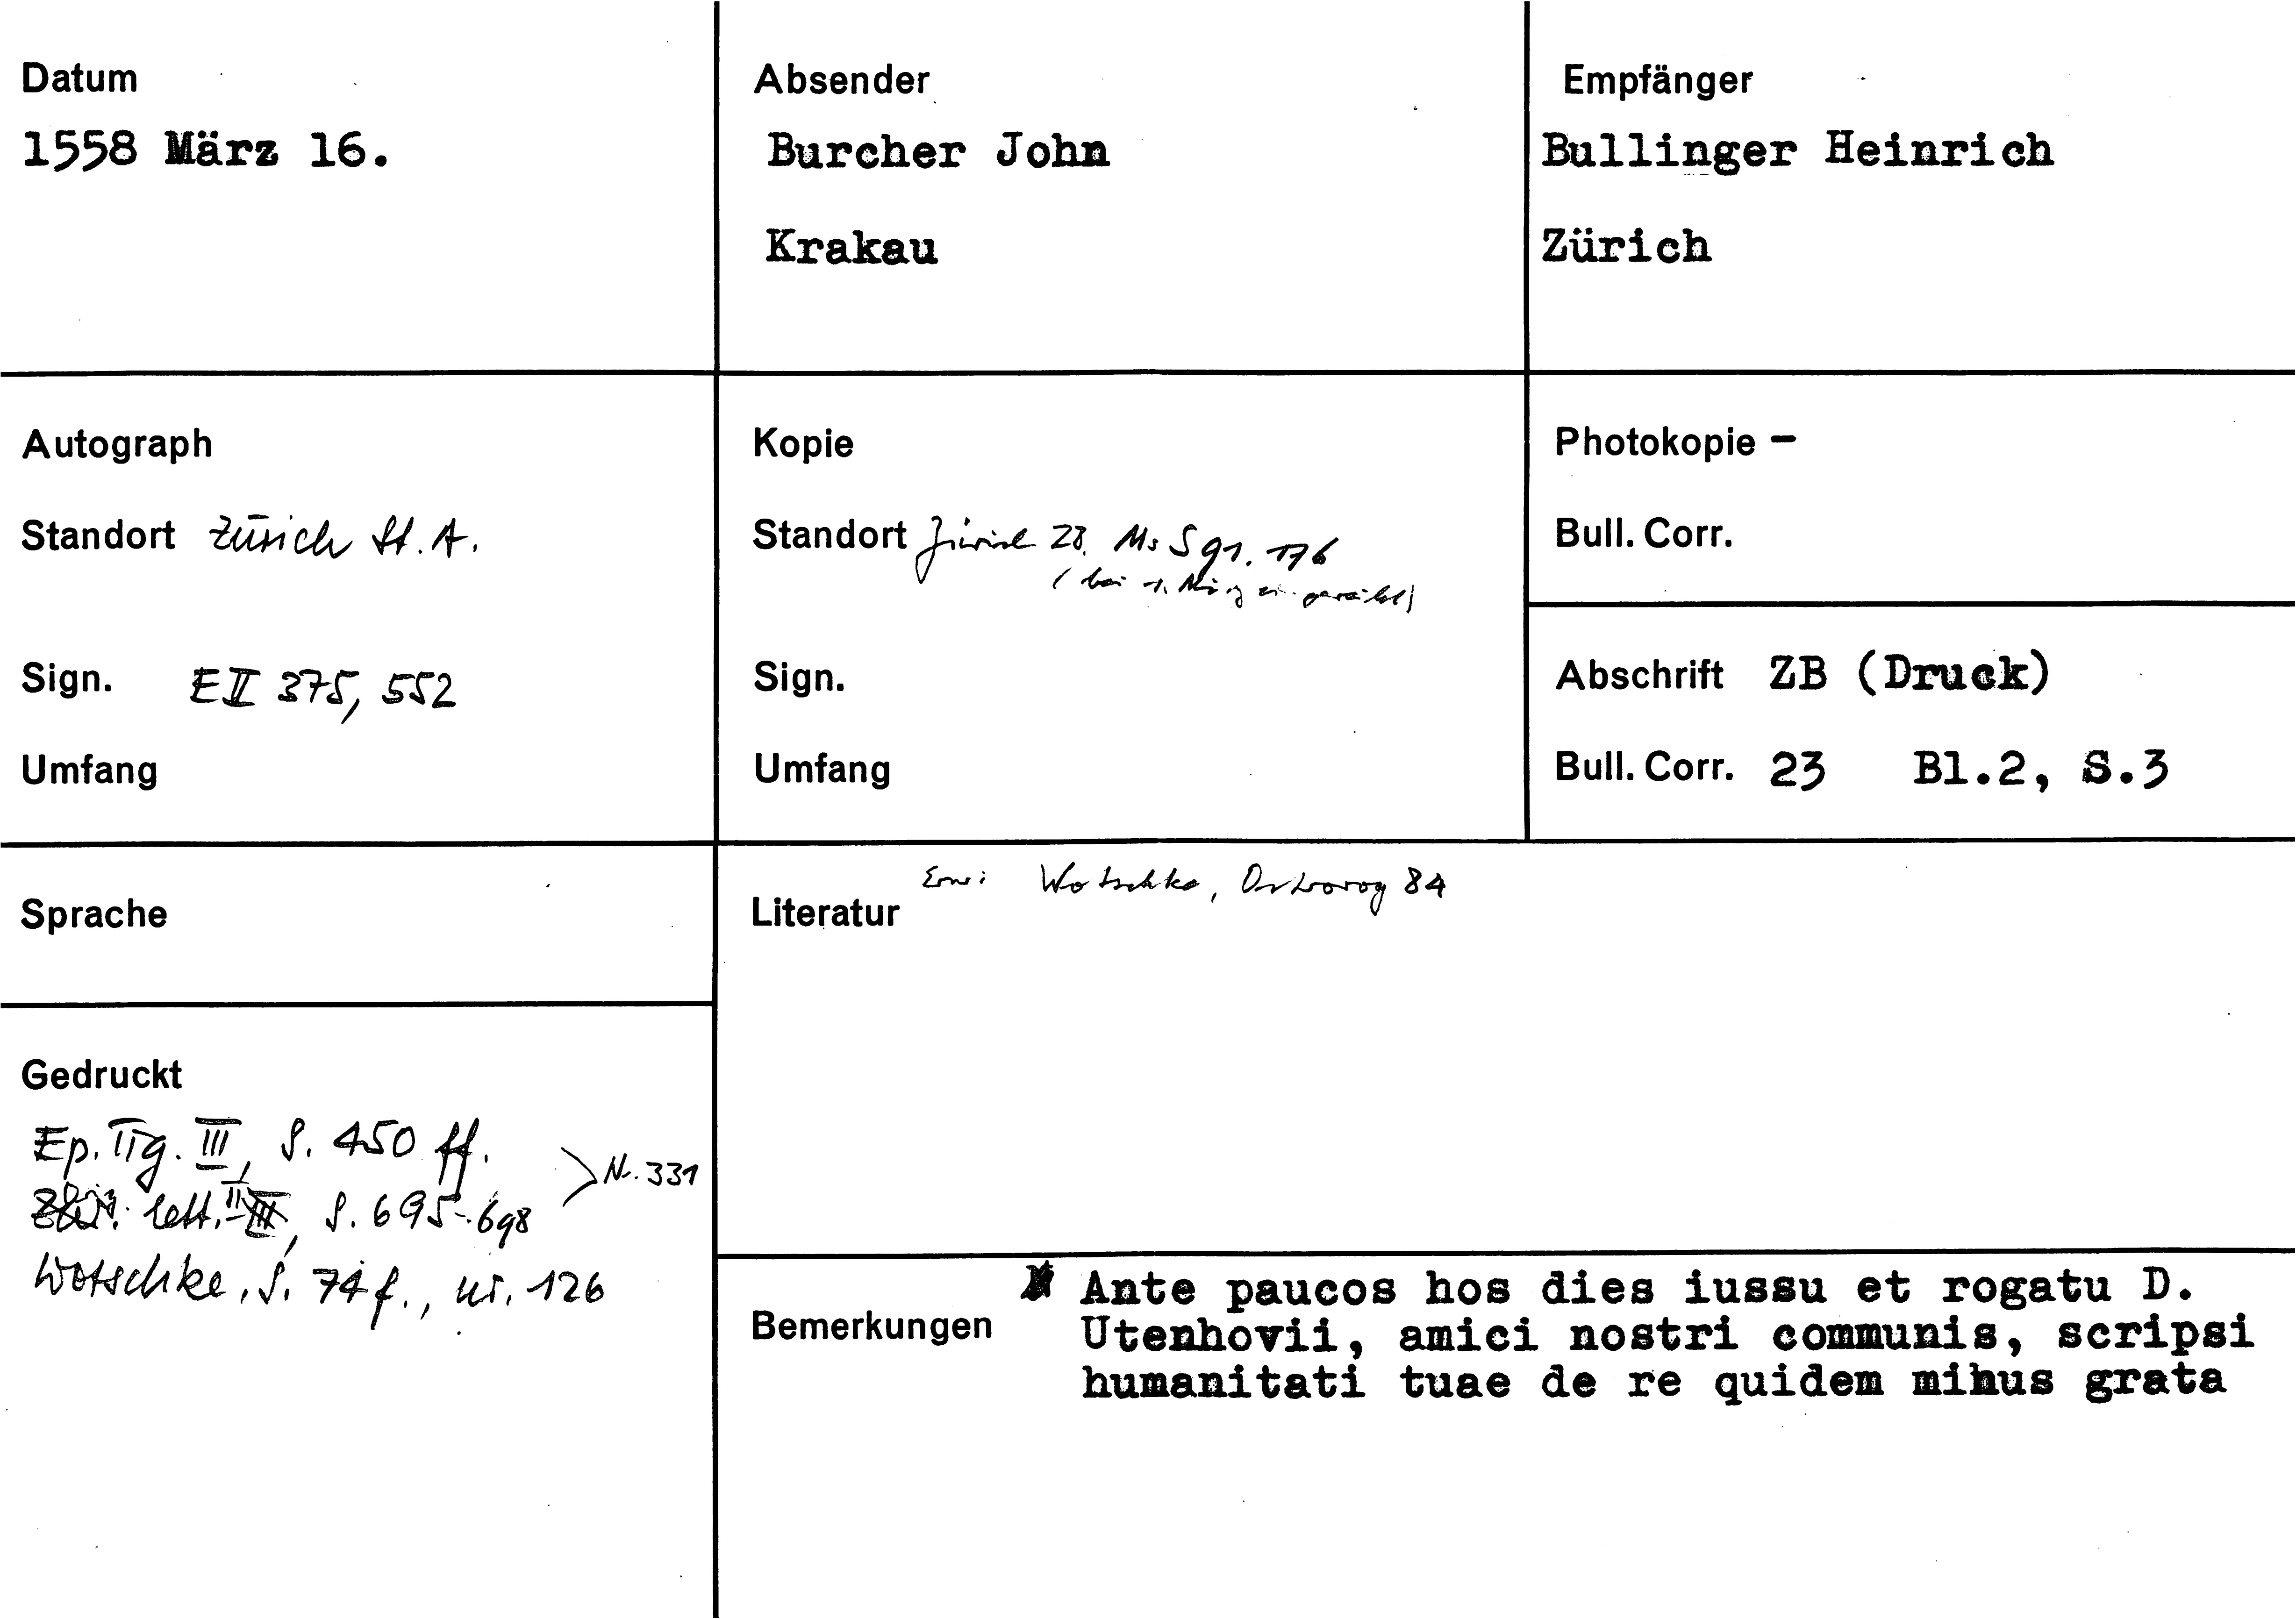 Datum
1558 März 16.
Absender
Burcher John
Krakau
Empfänger
Bullinger Heinrich
Zürich
Autograph
Standort Zürich St. A.
Sign. E II 375, 552
Umfang
Kopie
Standort Zürich ZB. Ms S 91. 176
(bei 1. März eingereiht)
Sign.
Umfang
Photokopie –
Bull. Corr.
Abschrift ZB (Druck)
Bull. Corr. 23 Bl.2, S.3
Sprache
Literatur Wotschke, Ostrorog 84
Gedruckt
Ep. Tig. III, S. 450 ff.
lett. II, S. 695-698
> Nr. 331
Wotschke, S. 74 f., nr. 126
Bemerkungen
Ante paucos hos dies iussu et rogatu D.
Utenhovii, amici nostri communis, scripsi
humanitati tuae de re quidem minus grata